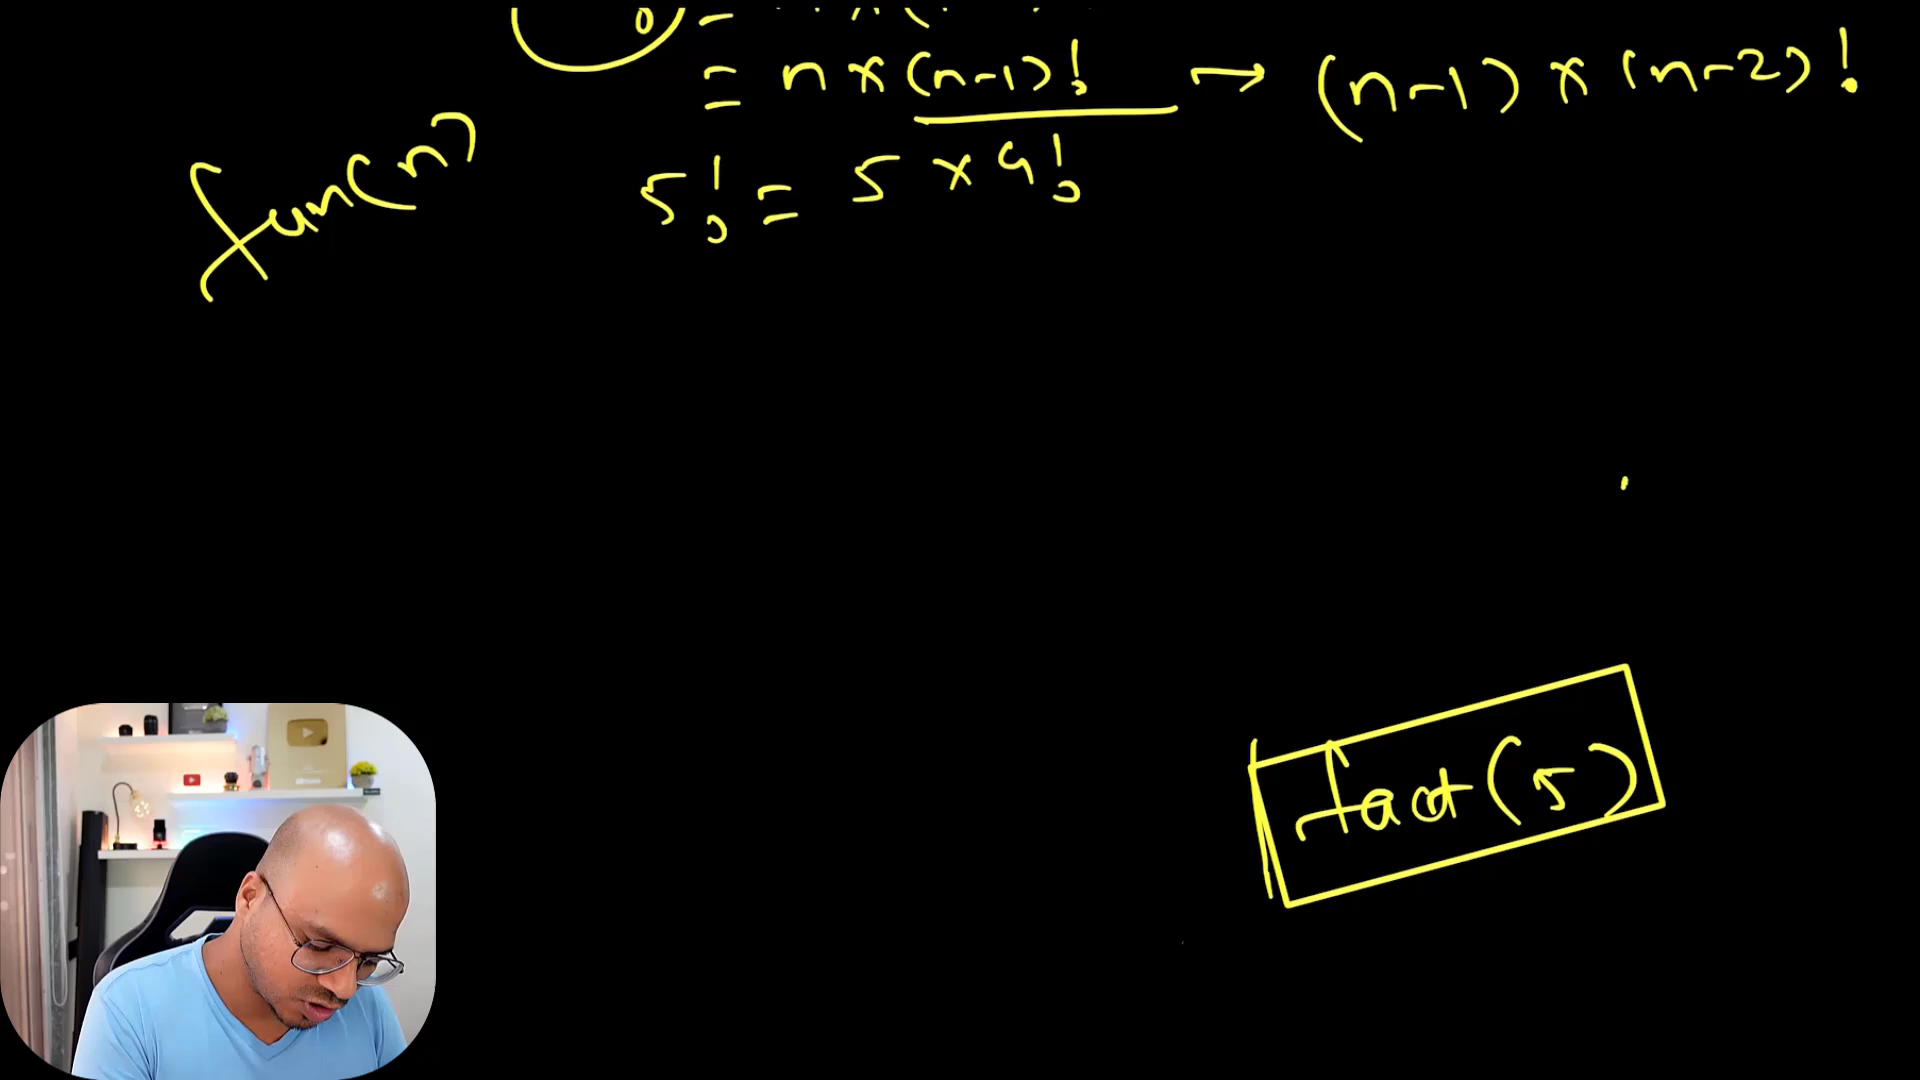 = n x (n-1)! → (n-1) x (n-2)!
fun(n)
5! = 5 x 4!
fact(5)